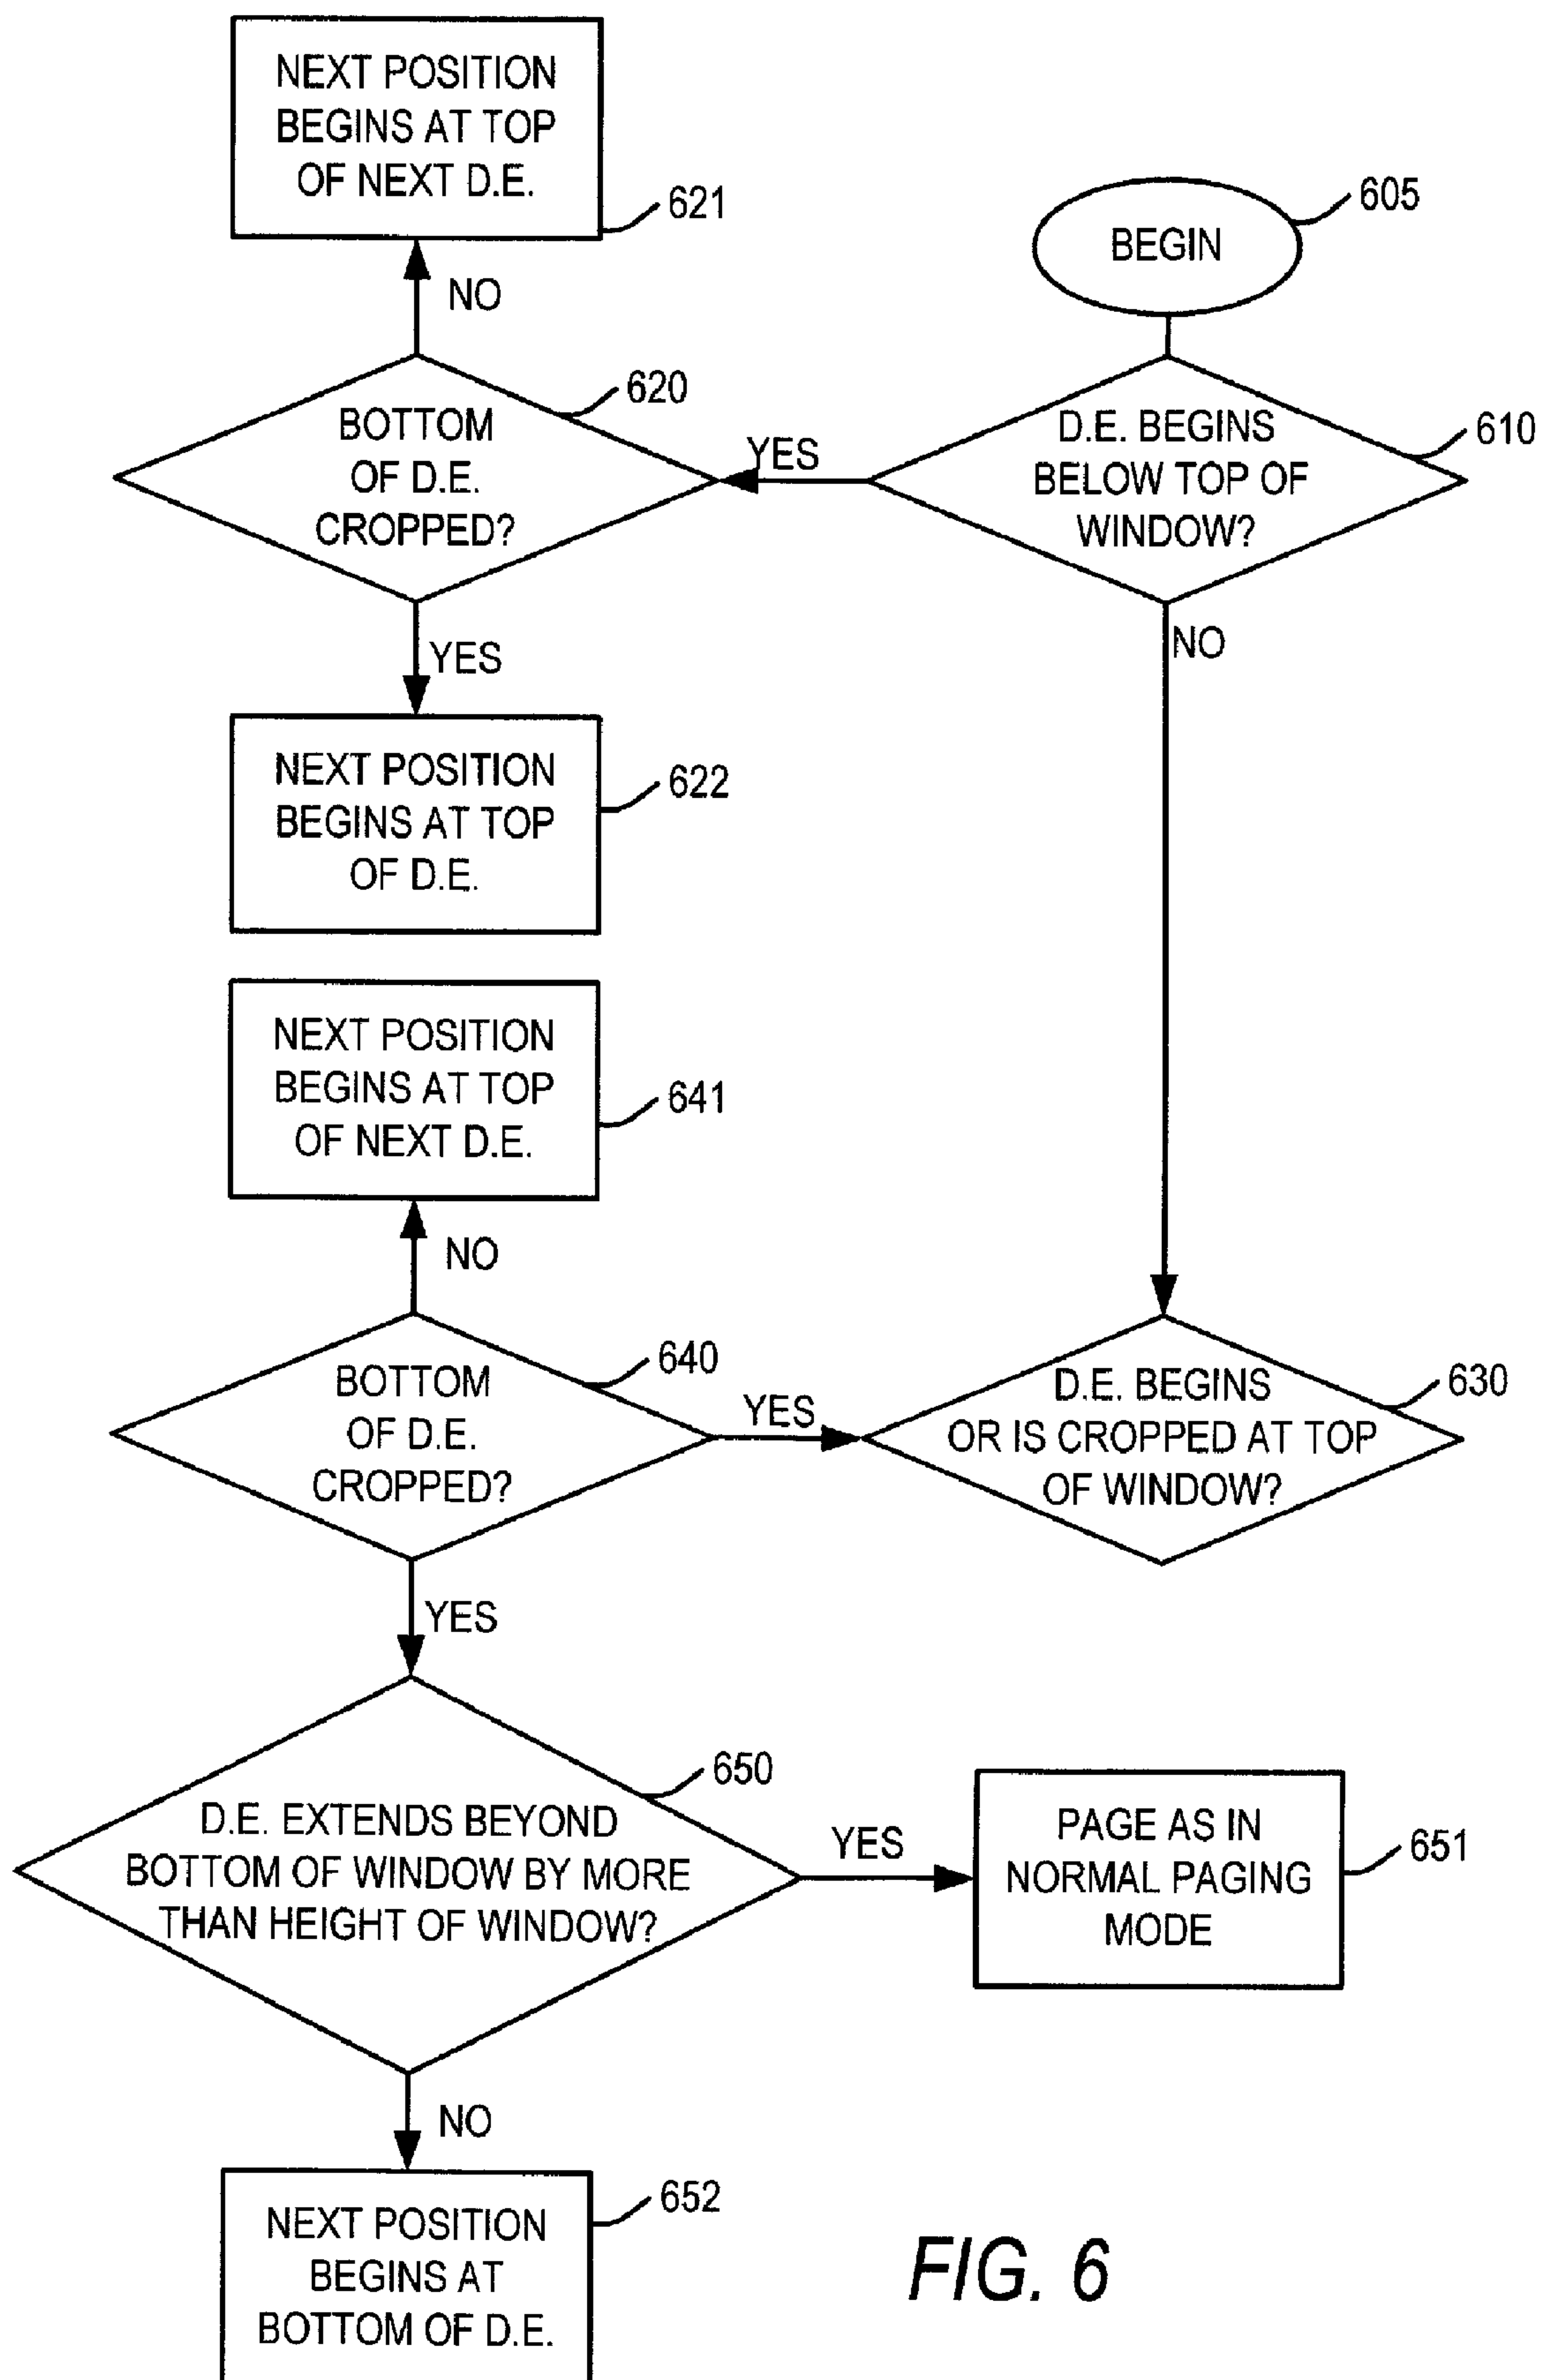 NEXT POSITION
BEGINS AT TOP
OF NEXT D.E.
621
605
BEGIN
NO
620
BOTTOM
OF D.E.
CROPPED?
YES
610
D.E. BEGINS
BELOW TOP OF
WINDOW?
YES
NO
NEXT POSITION
BEGINS AT TOP
OF D.E.
622
NEXT POSITION
BEGINS AT TOP
OF NEXT D.E.
641
NO
640
BOTTOM
OF D.E.
CROPPED?
YES
630
D.E. BEGINS
OR IS CROPPED AT TOP
OF WINDOW?
YES
650
D.E. EXTENDS BEYOND
BOTTOM OF WINDOW BY MORE
THAN HEIGHT OF WINDOW?
YES
PAGE AS IN
NORMAL PAGING
MODE
651
NO
652
NEXT POSITION
BEGINS AT
BOTTOM OF D.E.
FIG. 6